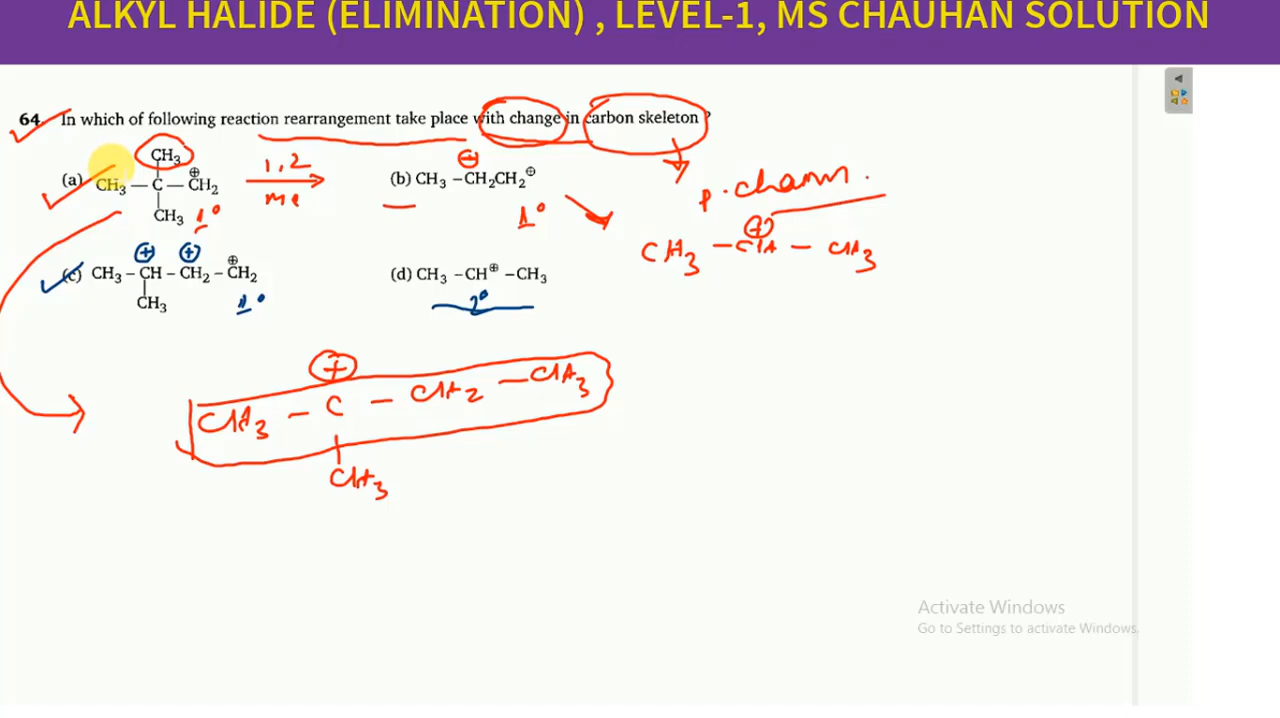 ALKYL HALIDE (ELIMINATION) , LEVEL-1, MS CHAUHAN SOLUTION
64. In which of following reaction rearrangement take place with change in carbon skeleton ?
CH₃
(a) CH₃ — C — CH₂⊕
CH₃ 1°
1,2
me
(b) CH₃ –CH₂CH₂⊕
⊕
1°
p. chann.
⊕
CH₃ – CH – CH₃
⊕ ⊕
(c) CH₃ – CH – CH₂ – CH₂⊕
CH₃ 1°
(d) CH₃ –CH⊕ –CH₃
2°
⊕
CH₃ – C – CH₂ – CH₃
CH₃
Activate Windows
Go to Settings to activate Windows.